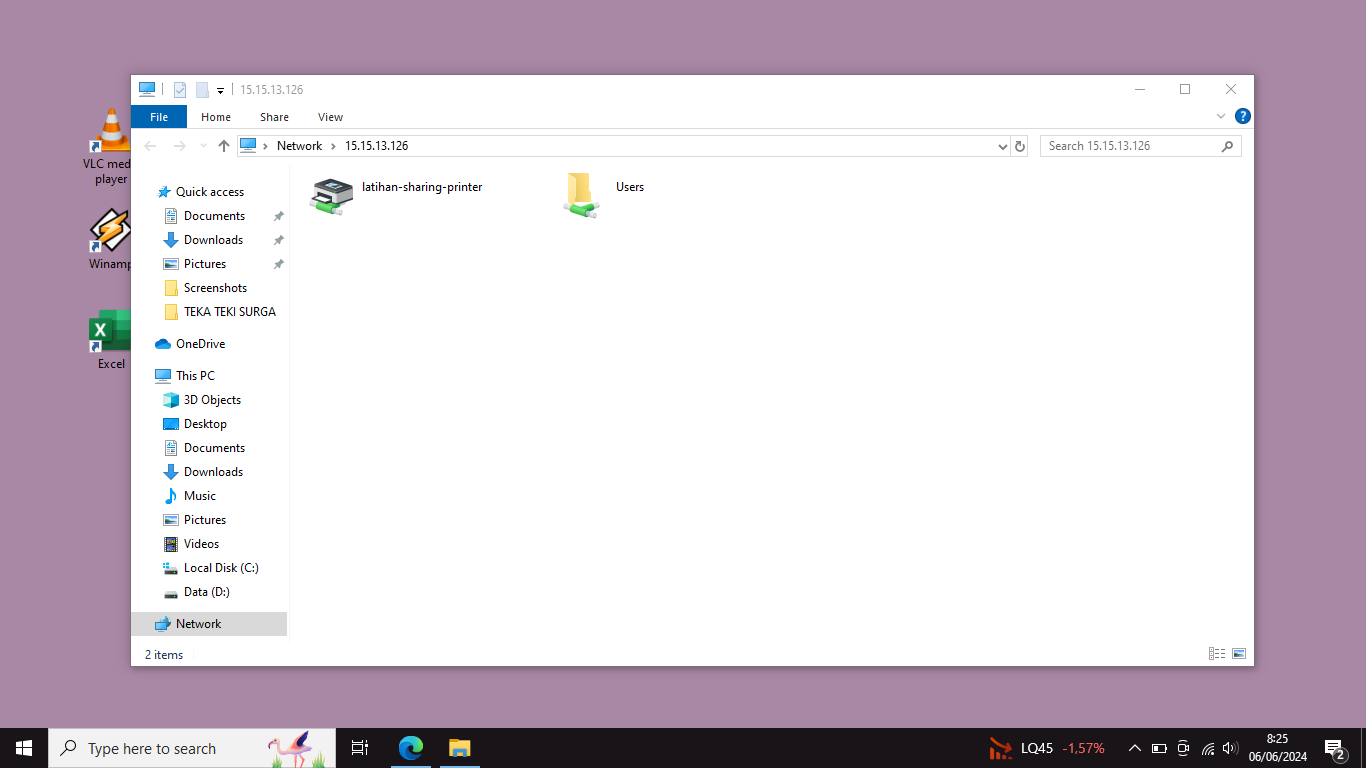 15.15.13.126
File Home Share View
Network 15.15.13.126
Search 15.15.13.126
VLC med
player
Winamp
Excel
Quick access
Documents
Downloads
Pictures
Screenshots
TEKA TEKI SURGA
OneDrive
This PC
3D Objects
Desktop
Documents
Downloads
Music
Pictures
Videos
Local Disk (C:)
Data (D:)
Network
latihan-sharing-printer
Users
2 items
Type here to search
LQ45 -1,57%
8:25
06/06/2024
2